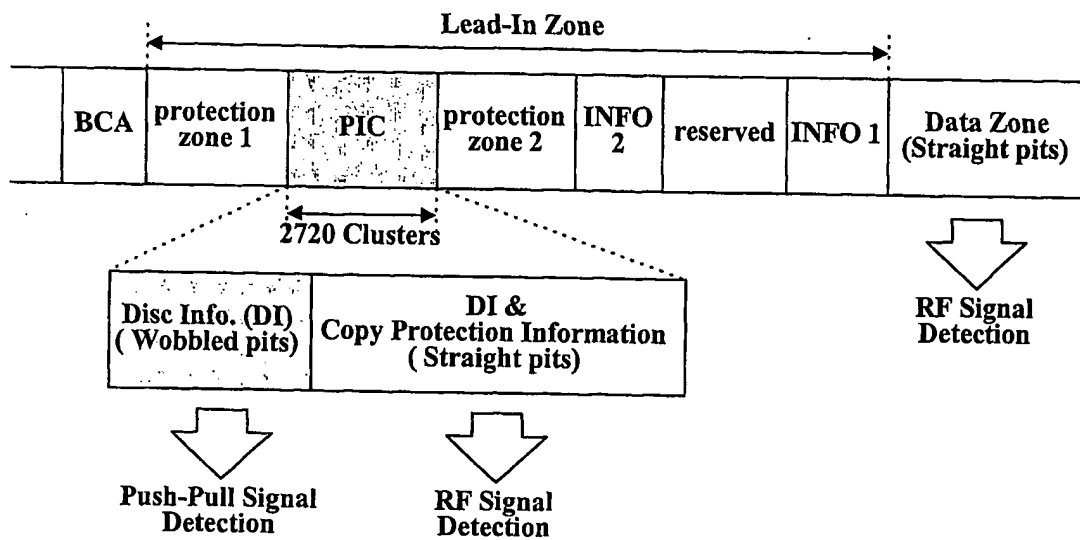 Lead-In Zone
BCA
protection
zone 1
PIC
protection
zone 2
INFO
2
reserved
INFO 1
Data Zone
(Straight pits)
2720 Clusters
Disc Info. (DI)
( Wobbled pits)
DI &
Copy Protection Information
( Straight pits)
RF Signal
Detection
Push-Pull Signal
Detection
RF Signal
Detection